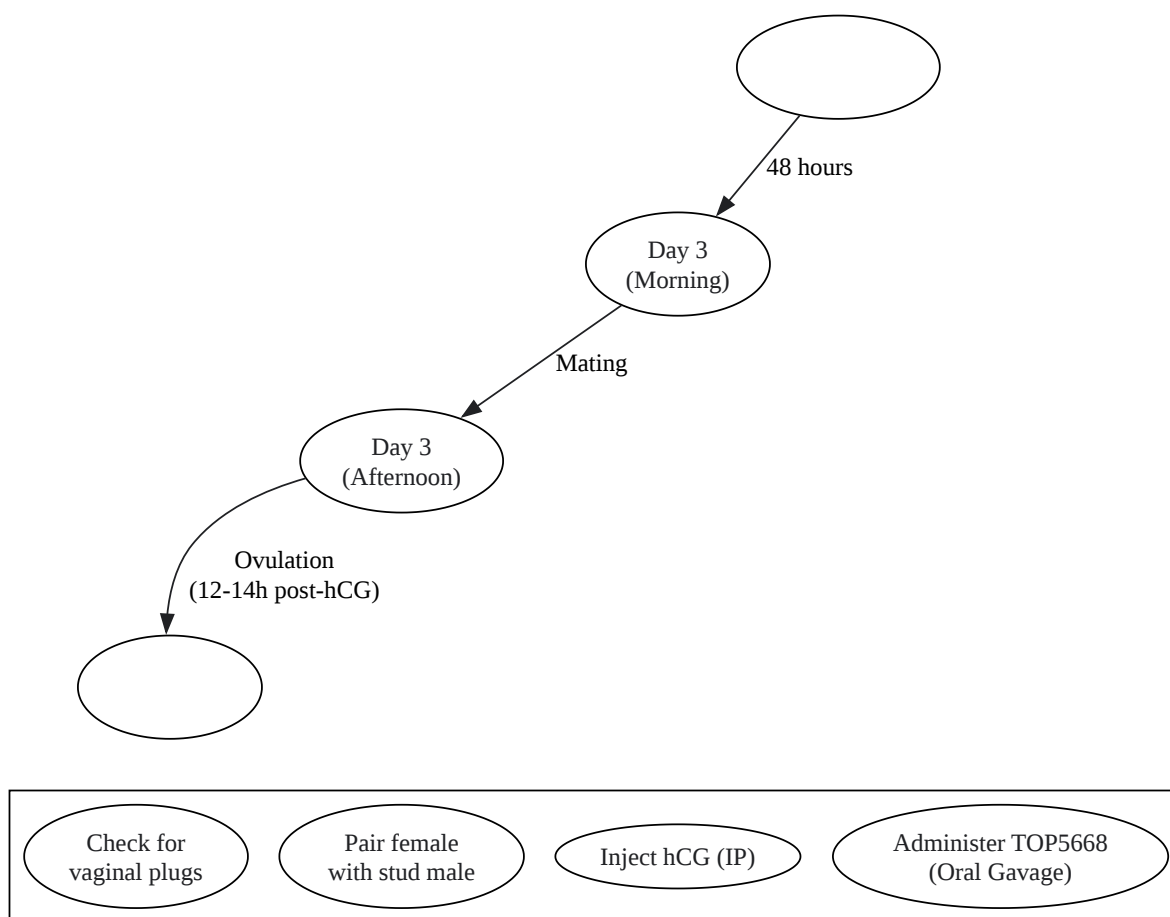 48 hours
Day 3
(Morning)
Mating
Day 3
(Afternoon)
Ovulation
(12-14h post-hCG)
Check for
vaginal plugs
Pair female
with stud male
Inject hCG (IP)
Administer TOP5668
(Oral Gavage)